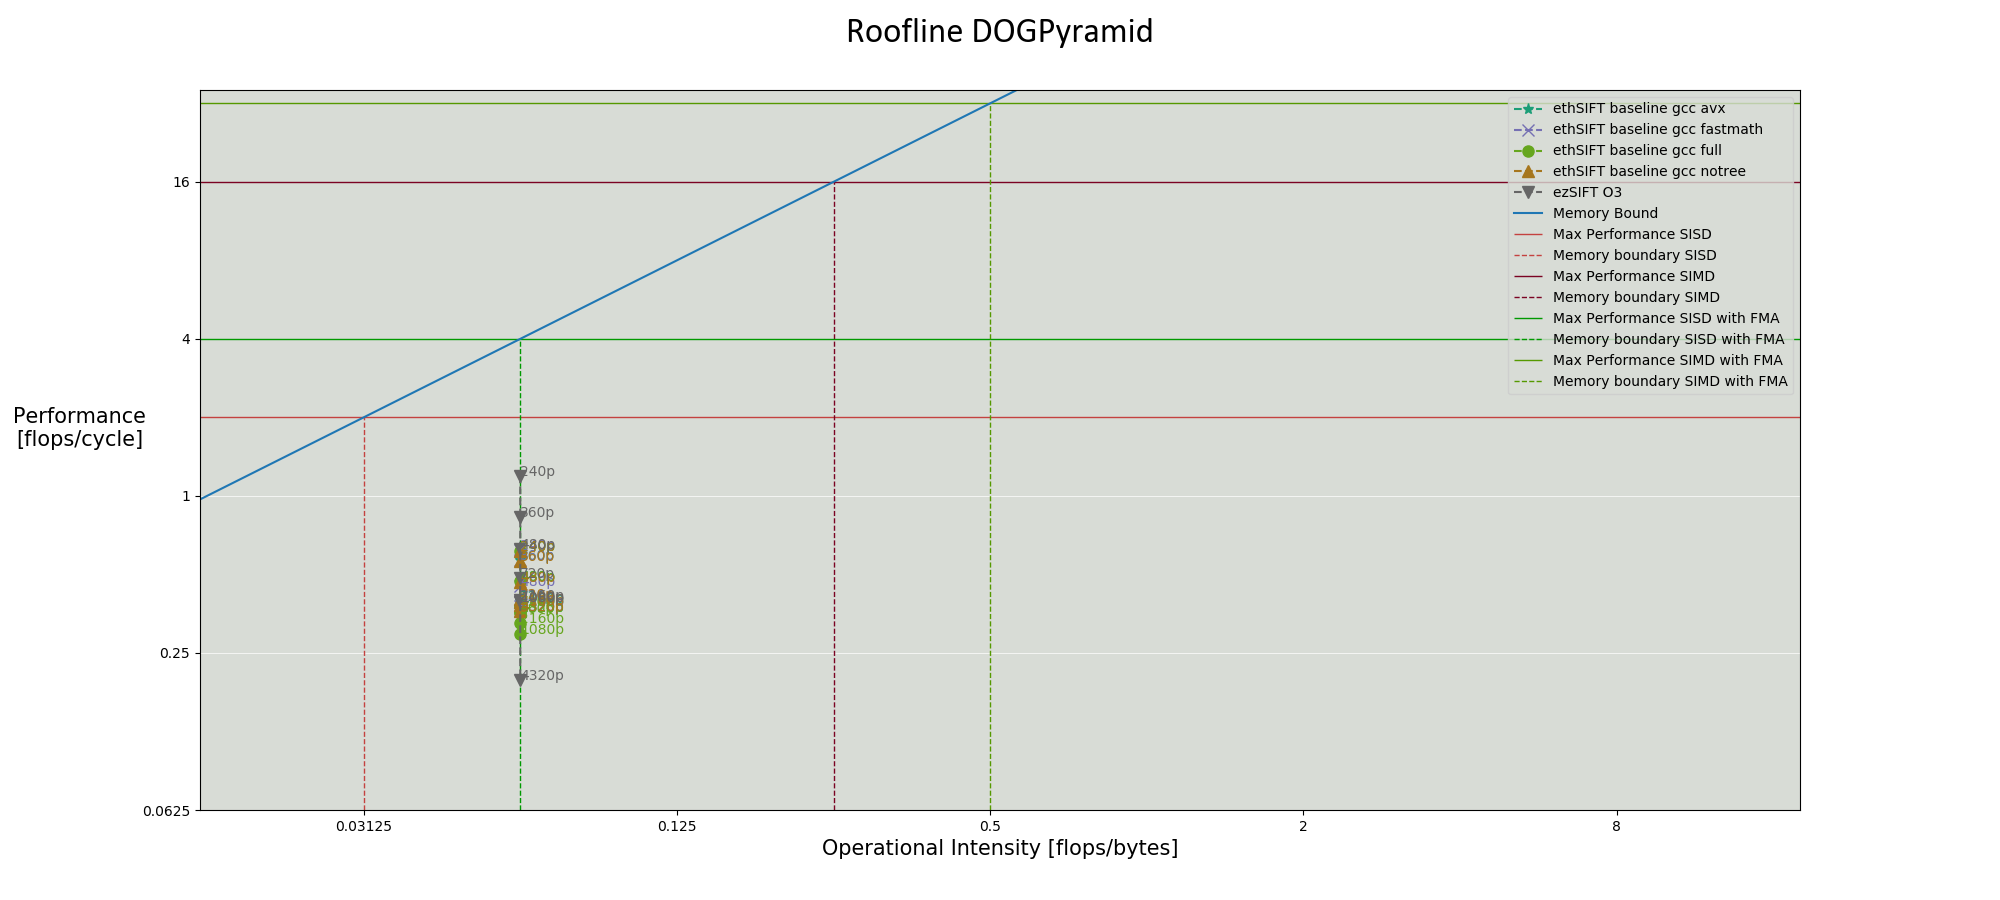 Roofline DOGPyramid
ethSIFT baseline gcc avx
ethSIFT baseline gcc fastmath
ethSIFT baseline gcc full
ethSIFT baseline gcc notree
ezSIFT O3
Memory Bound
Max Performance SISD
Memory boundary SISD
Max Performance SIMD
Memory boundary SIMD
Max Performance SISD with FMA
Memory boundary SISD with FMA
Max Performance SIMD with FMA
Memory boundary SIMD with FMA
16
4
1
0.25
0.0625
Performance
[flops/cycle]
240p
360p
2160p
1080p
4320p
0.03125
0.125
0.5
2
8
Operational Intensity [flops/bytes]